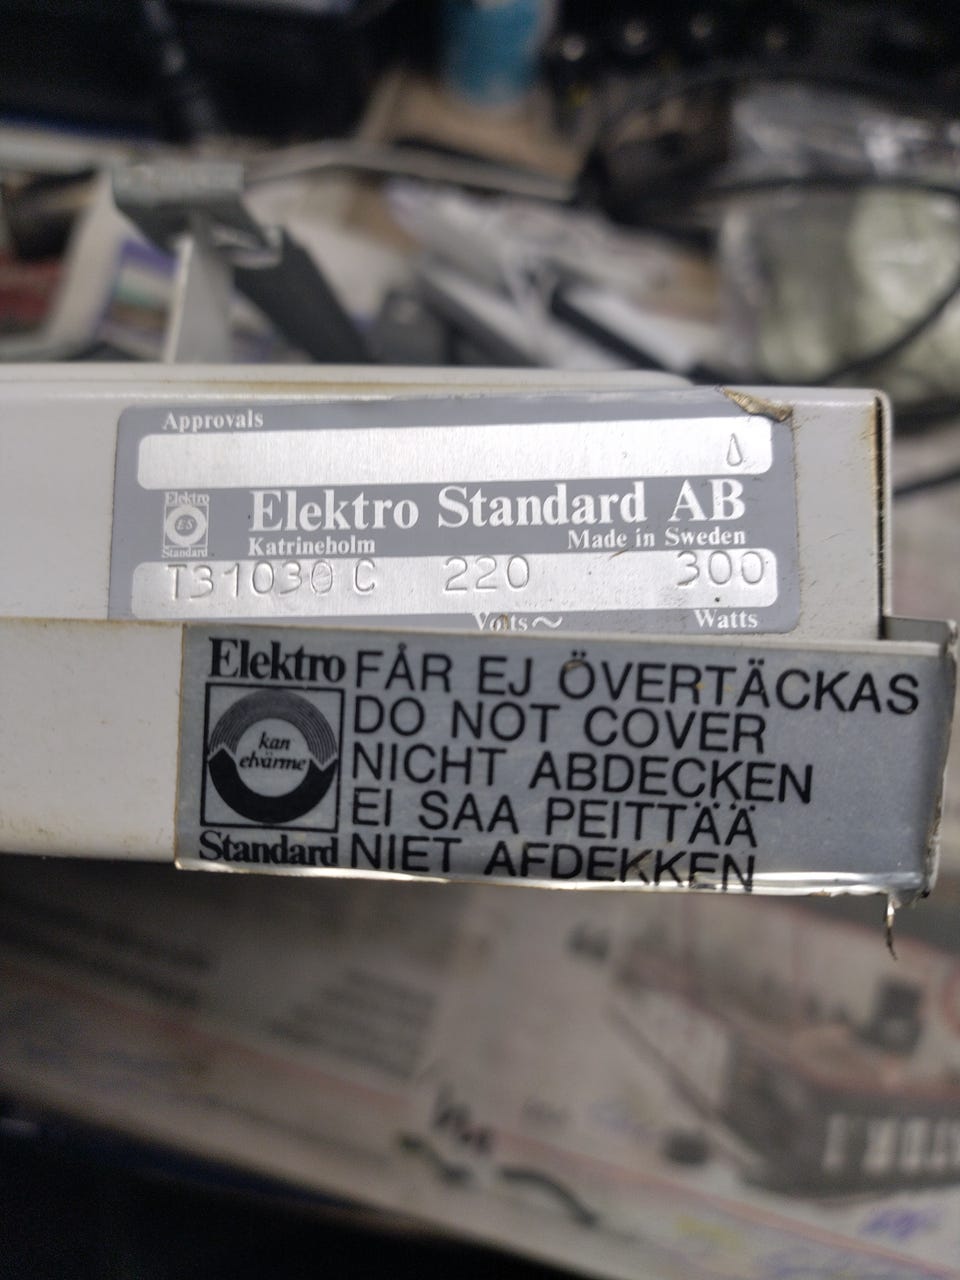 Approvals
Elektro
ES
Standard
Elektro Standard AB
Katrineholm Made in Sweden
T31030 C 220 300
Volts~ Watts
Elektro
kan
elvärme
Standard
FÅR EJ ÖVERTÄCKAS
DO NOT COVER
NICHT ABDECKEN
EI SAA PEITTÄÄ
NIET AFDEKKEN